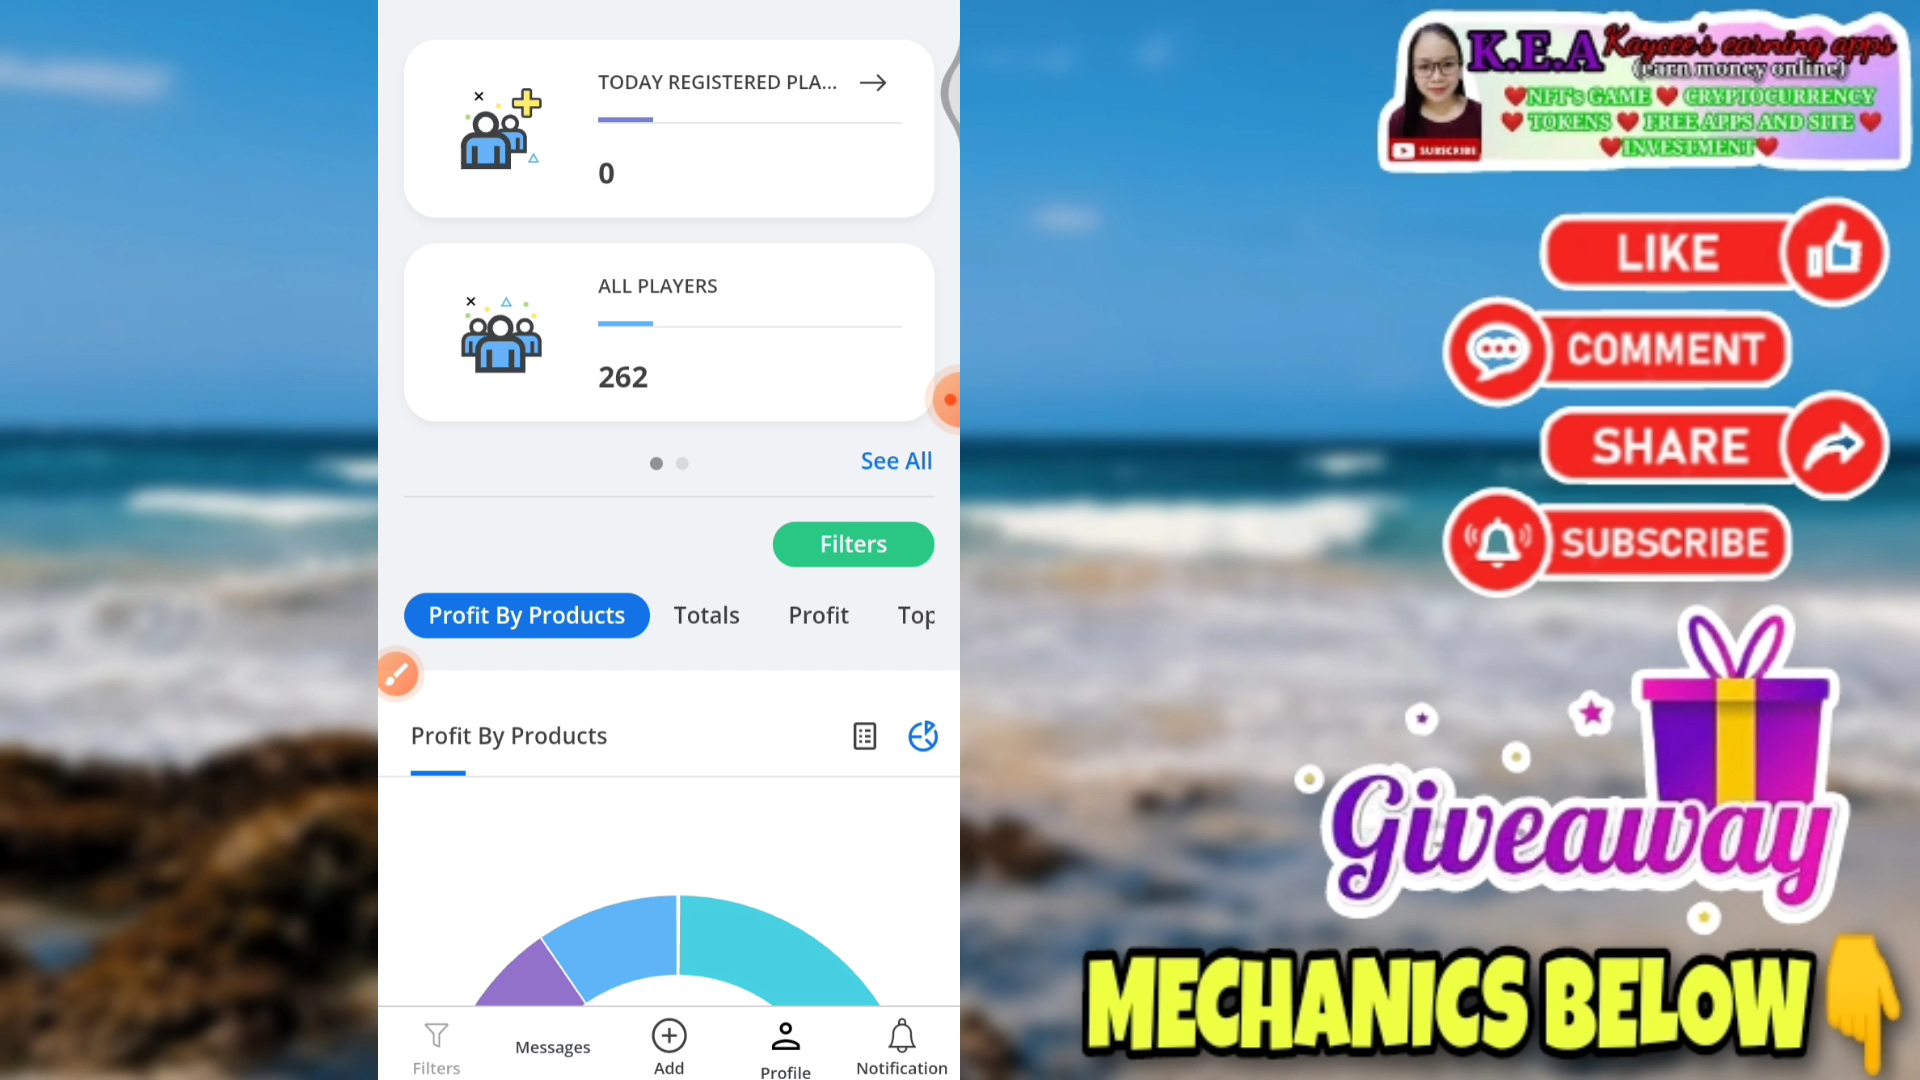 TODAY REGISTERED PLA...
0
ALL PLAYERS
262
See All
Filters
Profit By Products
Totals
Profit
Top
Profit By Products
Filters
Messages
Add
Profile
Notification
K.E.A Kaycee's earning apps
(earn money online)
NFT's GAME CRYPTOCURRENCY
TOKENS FREE APPS AND SITE
INVESTMENT
SUBSCRIBE
LIKE
COMMENT
SHARE
SUBSCRIBE
Giveaway
MECHANICS BELOW